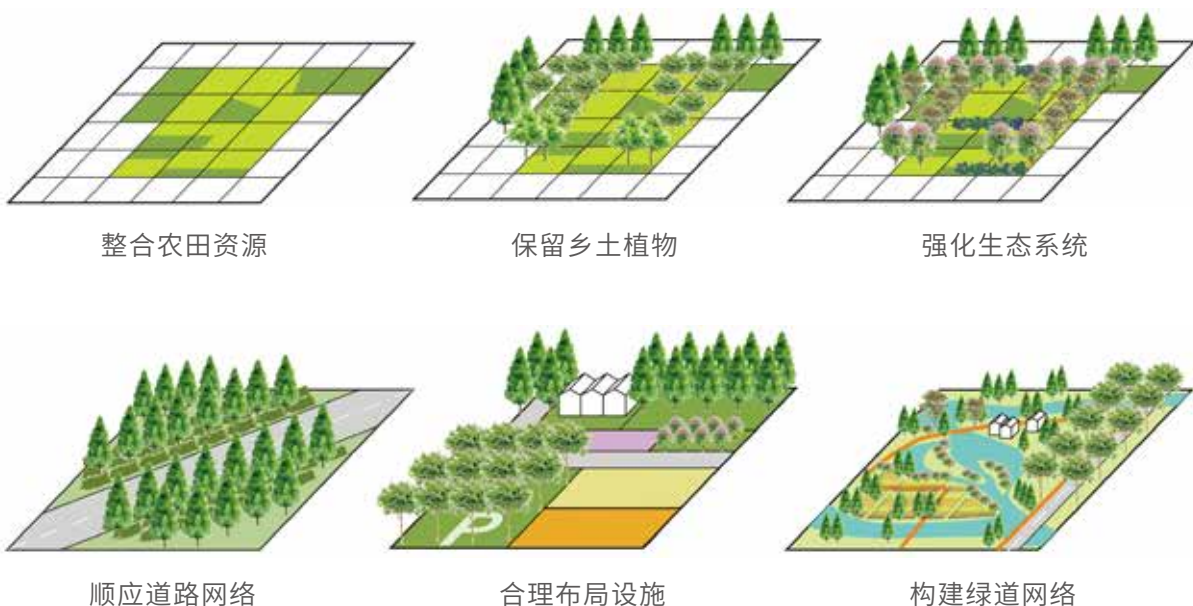 整合农田资源
保留乡土植物
强化生态系统
P
顺应道路网络
合理布局设施
构建绿道网络